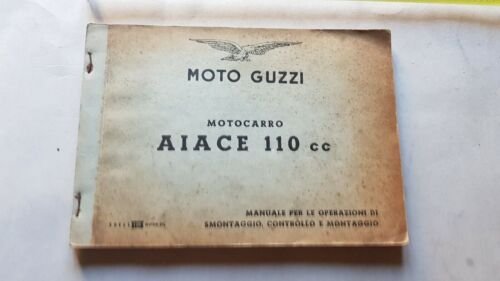 MOTO GUZZI
MOTOCARRO
AIACE 110 cc
MANUALE PER LE OPERAZIONI DI
SMONTAGGIO, CONTROLLO E MONTAGGIO